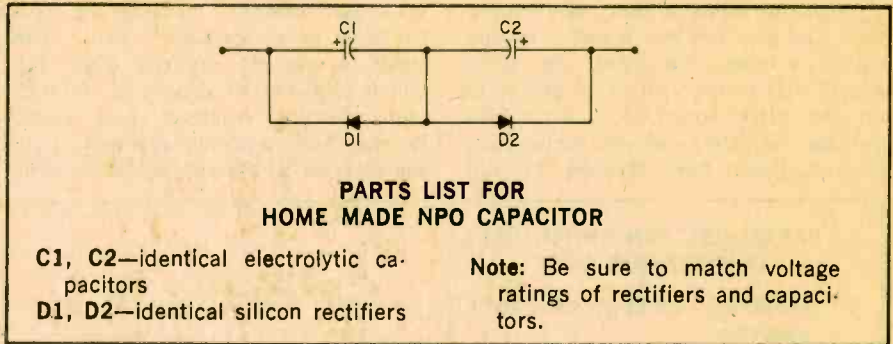 C1
C2
+
+
D1
D2
PARTS LIST FOR
HOME MADE NPO CAPACITOR
C1, C2—identical electrolytic ca-
pacitors
D1, D2—identical silicon rectifiers
Note: Be sure to match voltage
ratings of rectifiers and capaci-
tors.